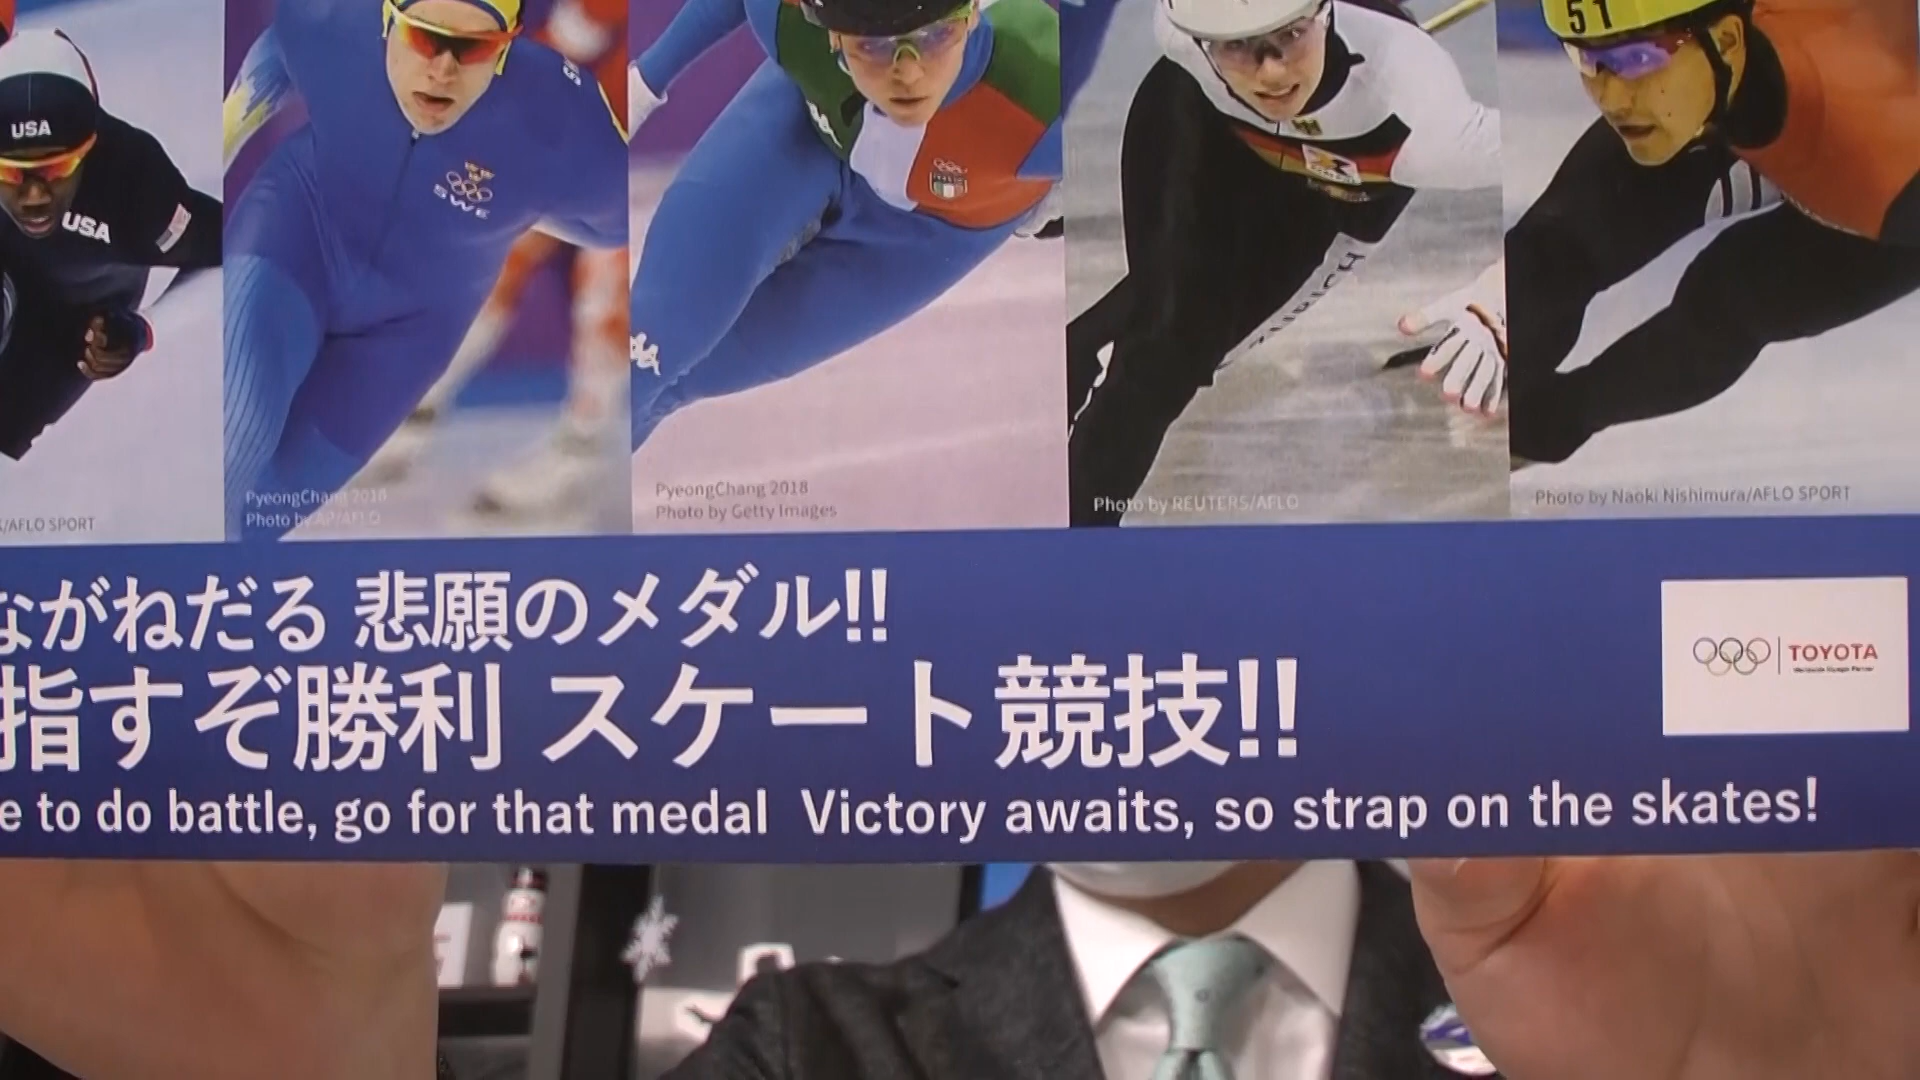 51
USA
USA
SWE
PyeongChang 2018
Photo by AP/AFLO
PyeongChang 2018
Photo by Getty Images
Photo by REUTERS/AFLO
Photo by Naoki Nishimura/AFLO SPORT
/AFLO SPORT
ながねだる 悲願のメダル!!
指すぞ勝利 スケート競技!!
e to do battle, go for that medal Victory awaits, so strap on the skates!
TOYOTA
Worldwide Olympic Partner